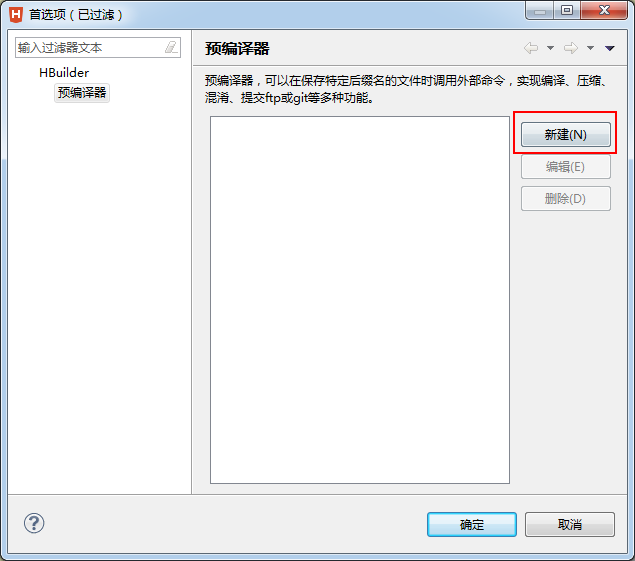 首选项（已过滤）
输入过滤器文本
HBuilder
预编译器
预编译器
预编译器，可以在保存特定后缀名的文件时调用外部命令，实现编译、压缩、
混淆、提交ftp或git等多种功能。
新建(N)
编辑(E)
删除(D)
确定
取消